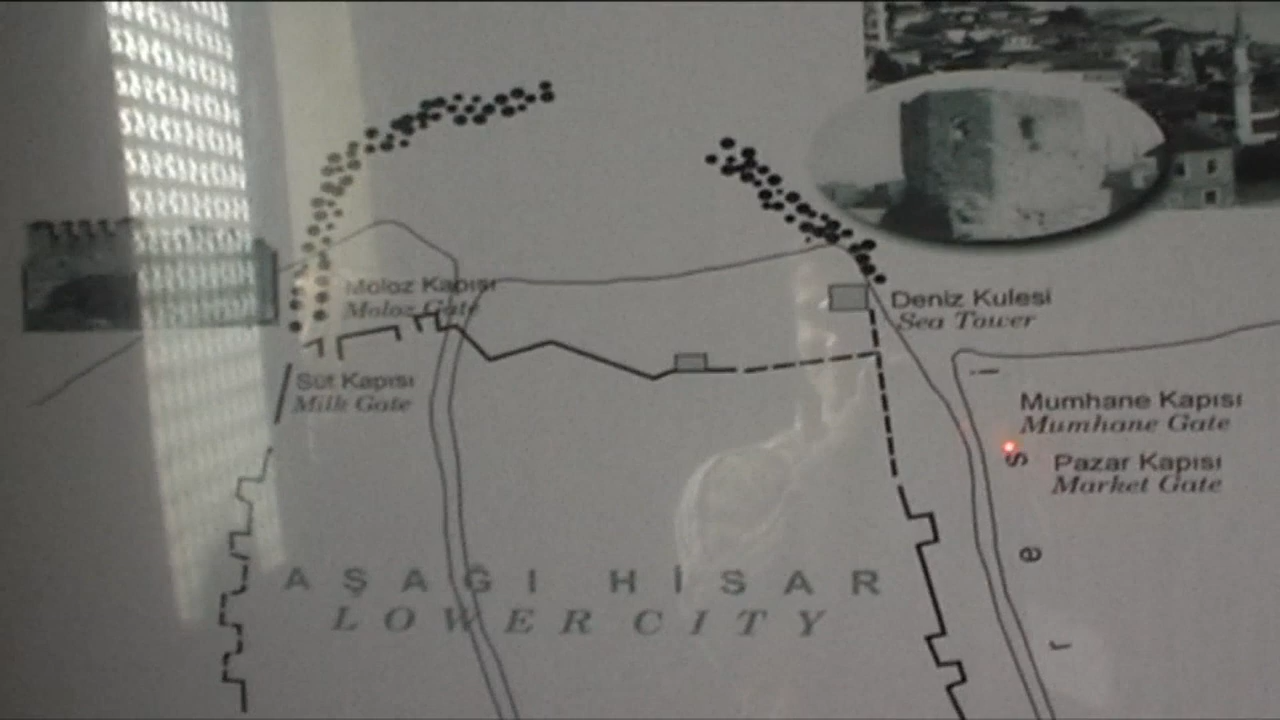 Moloz Kapısı
Moloz Gate
Deniz Kulesi
Sea Tower
Süt Kapısı
Milk Gate
Mumhane Kapısı
Mumhane Gate
Pazar Kapısı
Market Gate
AŞAĞI HİSAR
LOWER CITY
i s e r